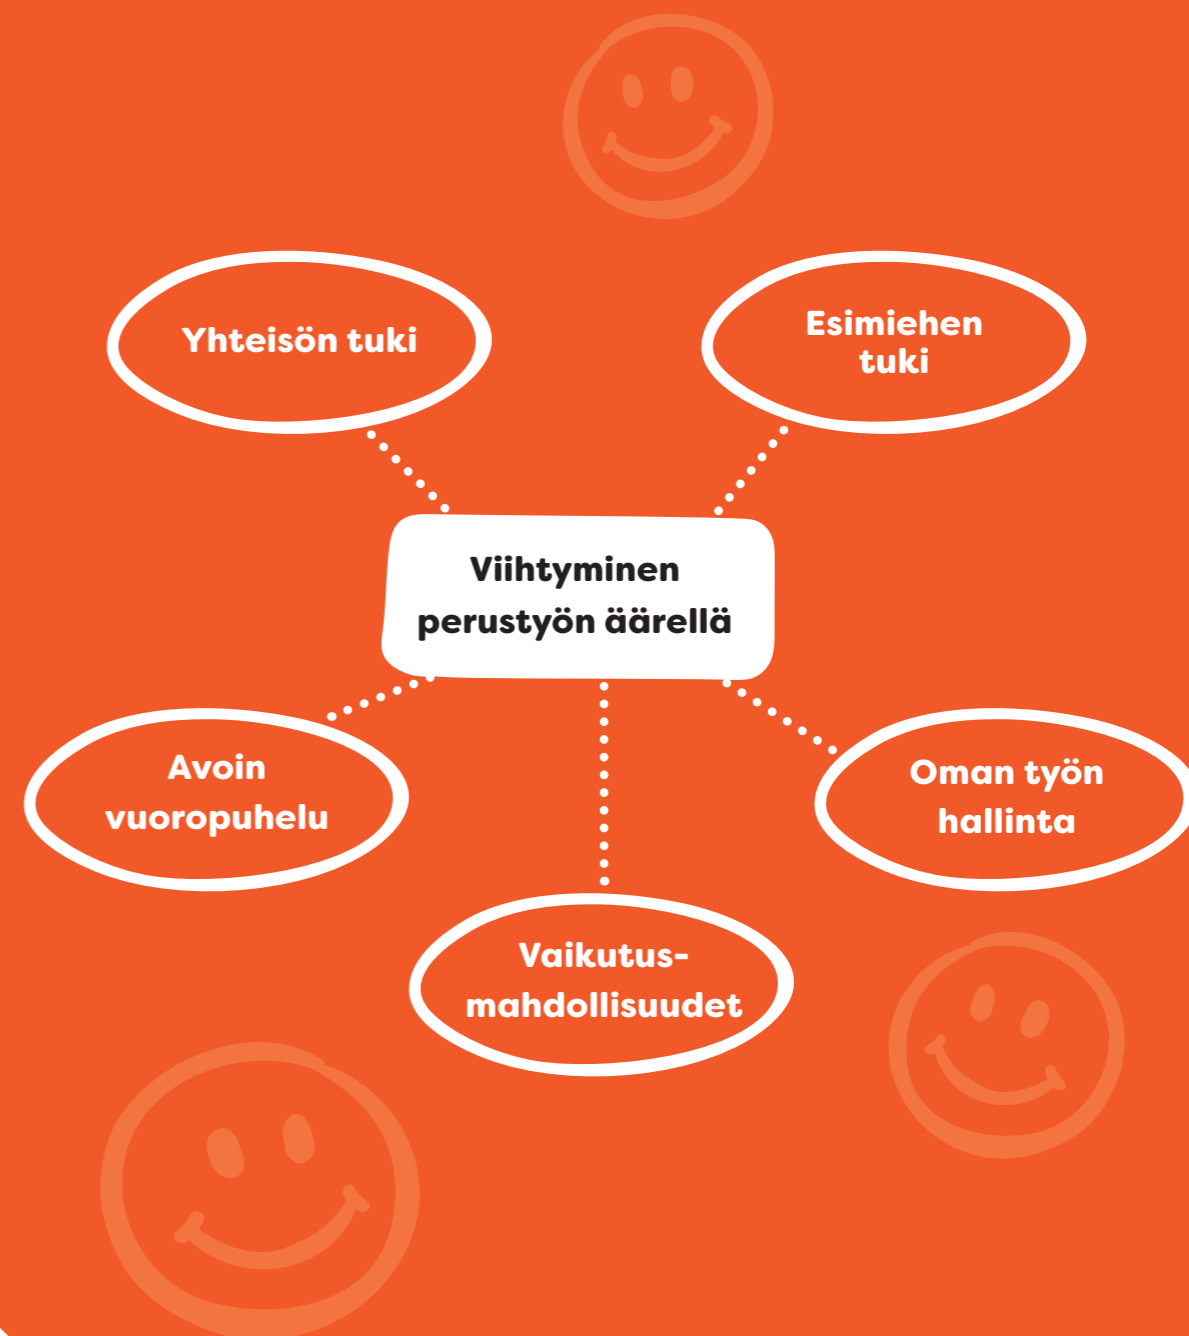 Yhteisön tuki
Esimiehen
tuki
Viihtyminen
perustyön äärellä
Avoin
vuoropuhelu
Oman työn
hallinta
Vaikutus-
mahdollisuudet